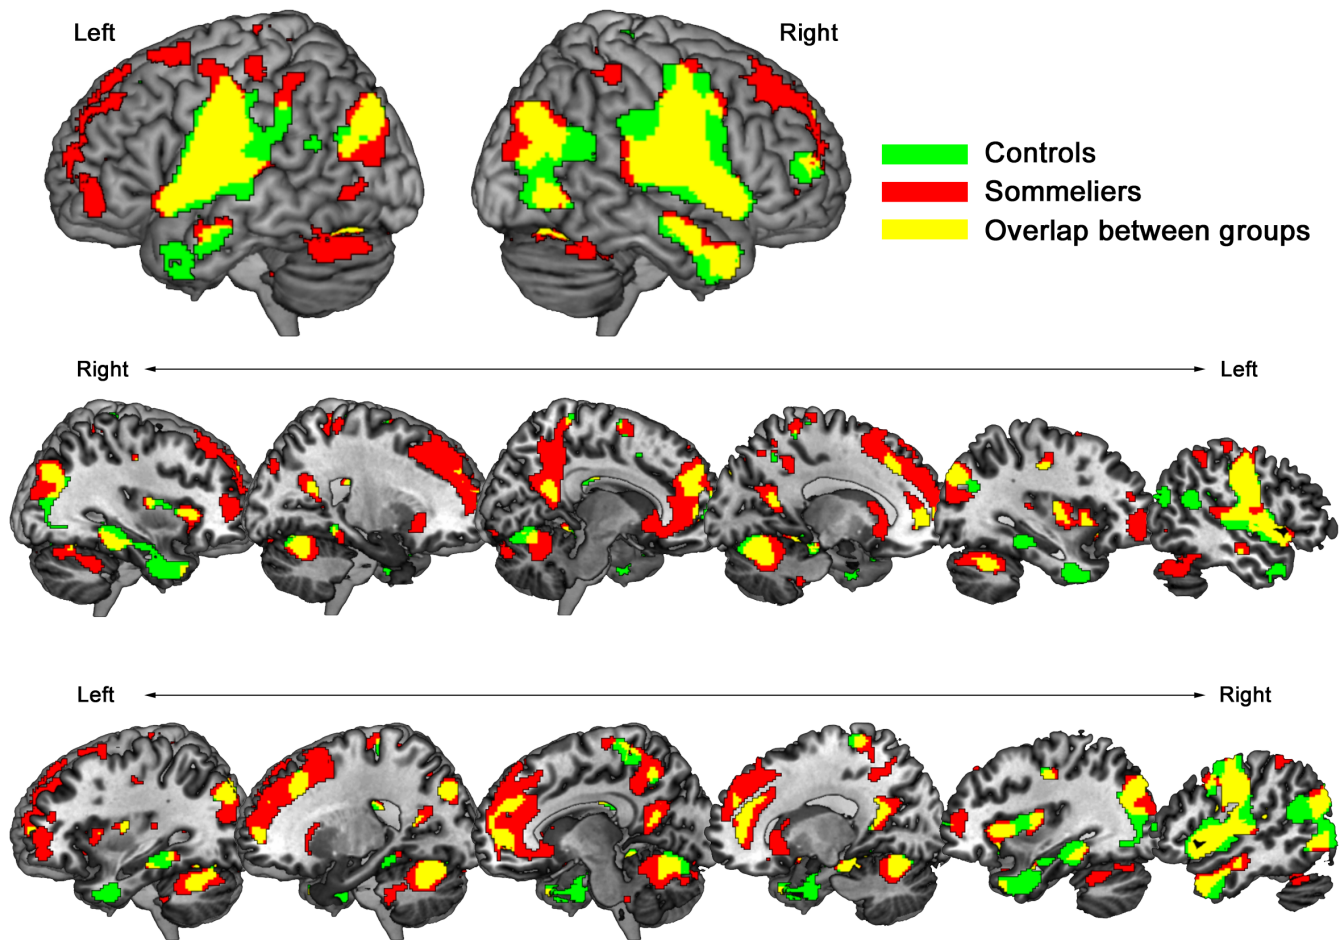 Left
Right
Controls
Sommeliers
Overlap between groups
Right
Left
Left
Right